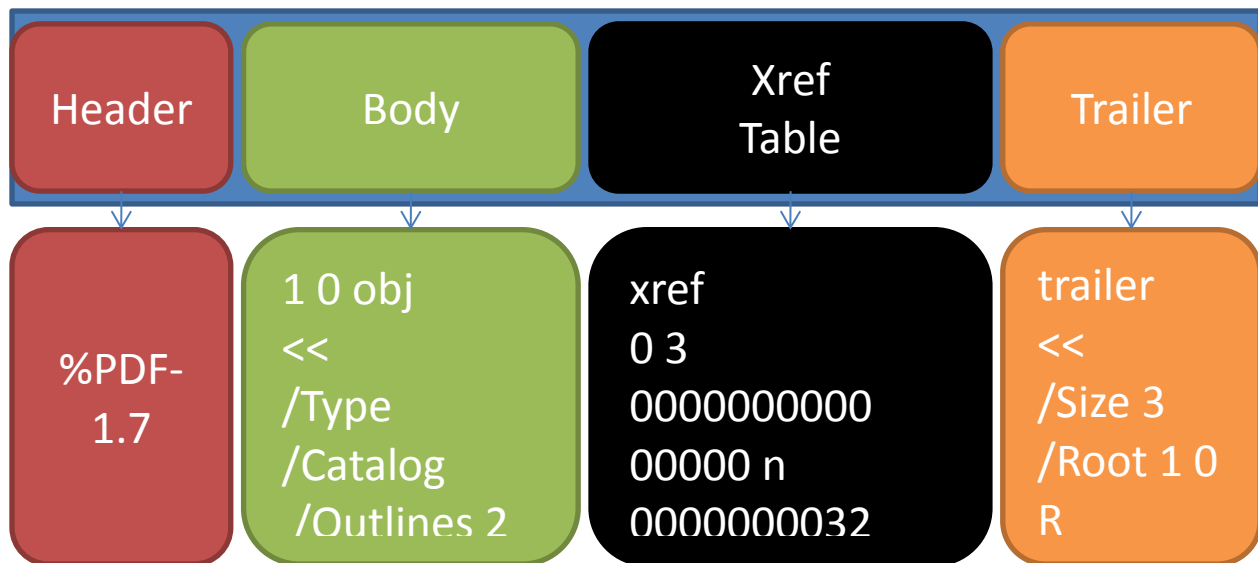 Header
Body
Xref
Table
Trailer
%PDF-
1.7
1 0 obj
<<
/Type
/Catalog
/Outlines 2
xref
0 3
0000000000
00000 n
0000000032
trailer
<<
/Size 3
/Root 1 0
R